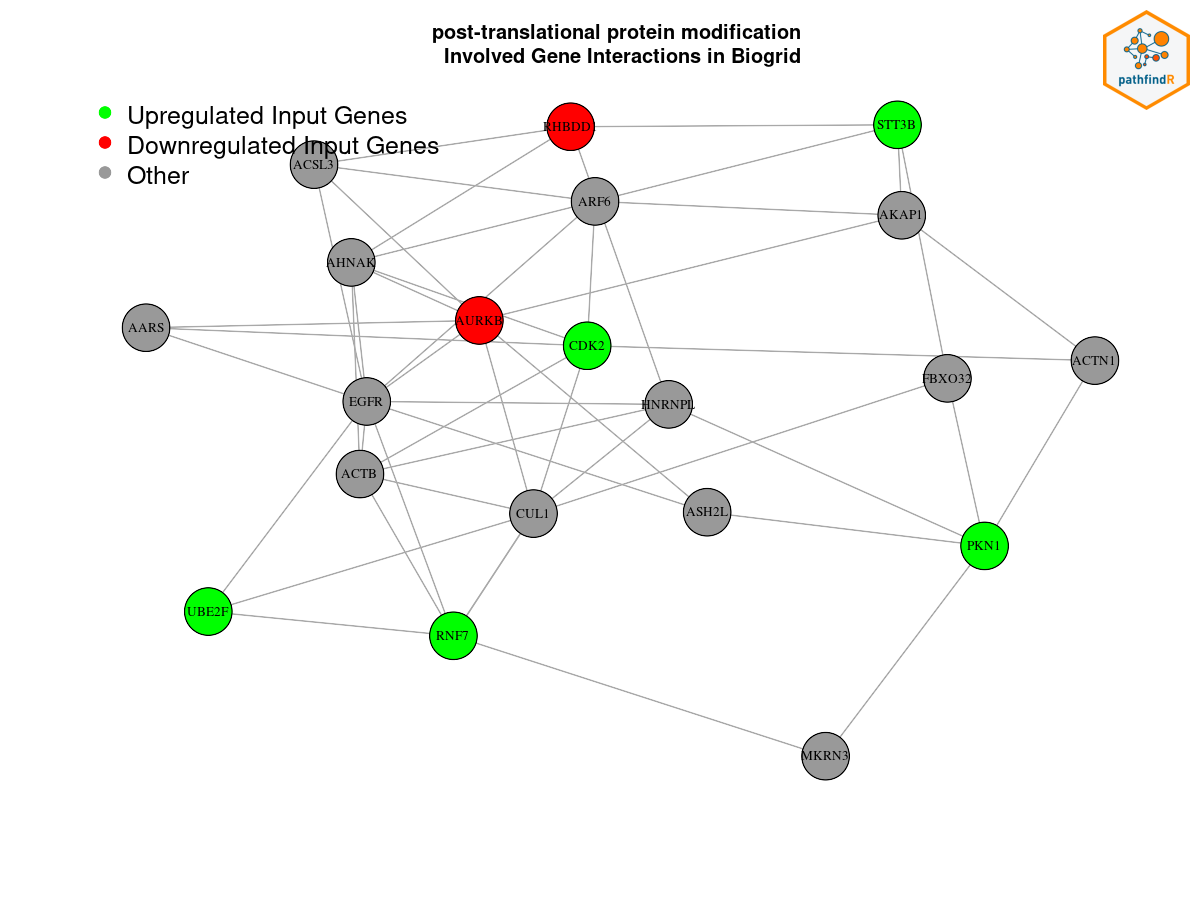 post-translational protein modification
Involved Gene Interactions in Biogrid
pathfindR
Upregulated Input Genes
Downregulated Input Genes
Other
RHBDD1
STT3B
ACSL3
ARF6
AKAP1
AHNAK
AURKB
AARS
CDK2
ACTN1
FBXO32
EGFR
HNRNPL
ACTB
CUL1
ASH2L
PKN1
UBE2F
RNF7
MKRN3